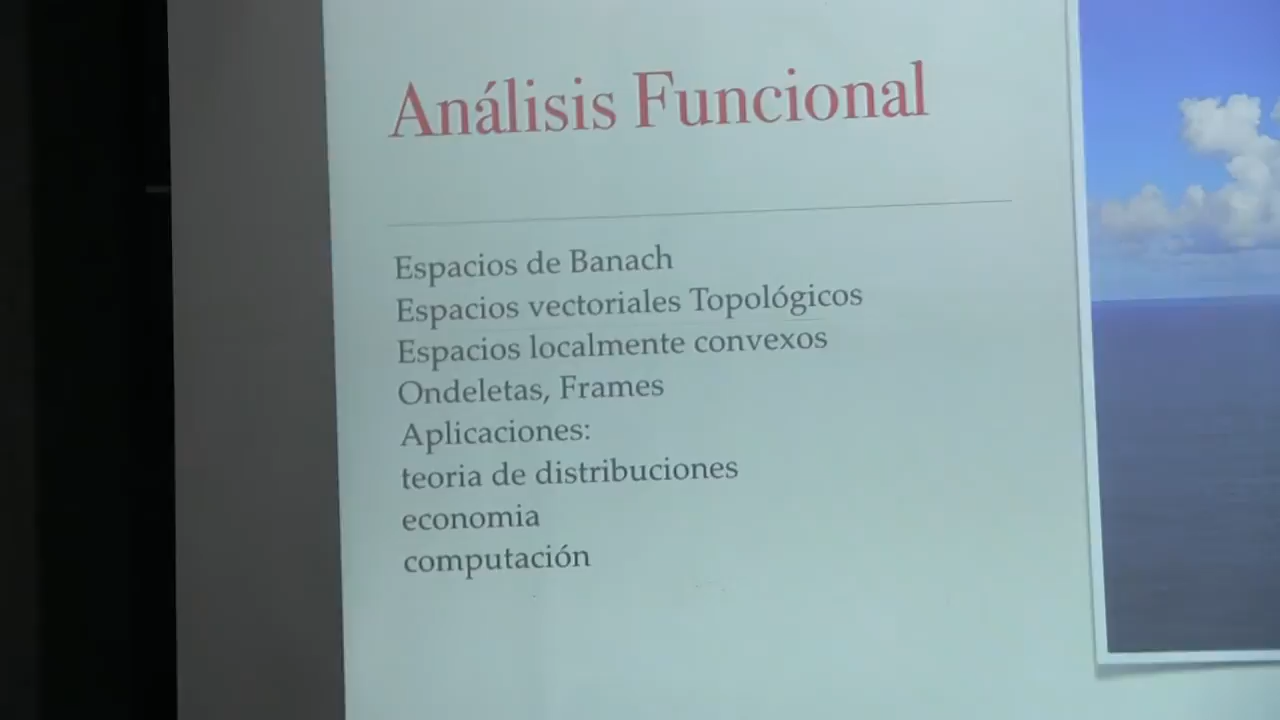 Análisis Funcional
Espacios de Banach
Espacios vectoriales Topológicos
Espacios localmente convexos
Ondeletas, Frames
Aplicaciones:
teoria de distribuciones
economia
computación